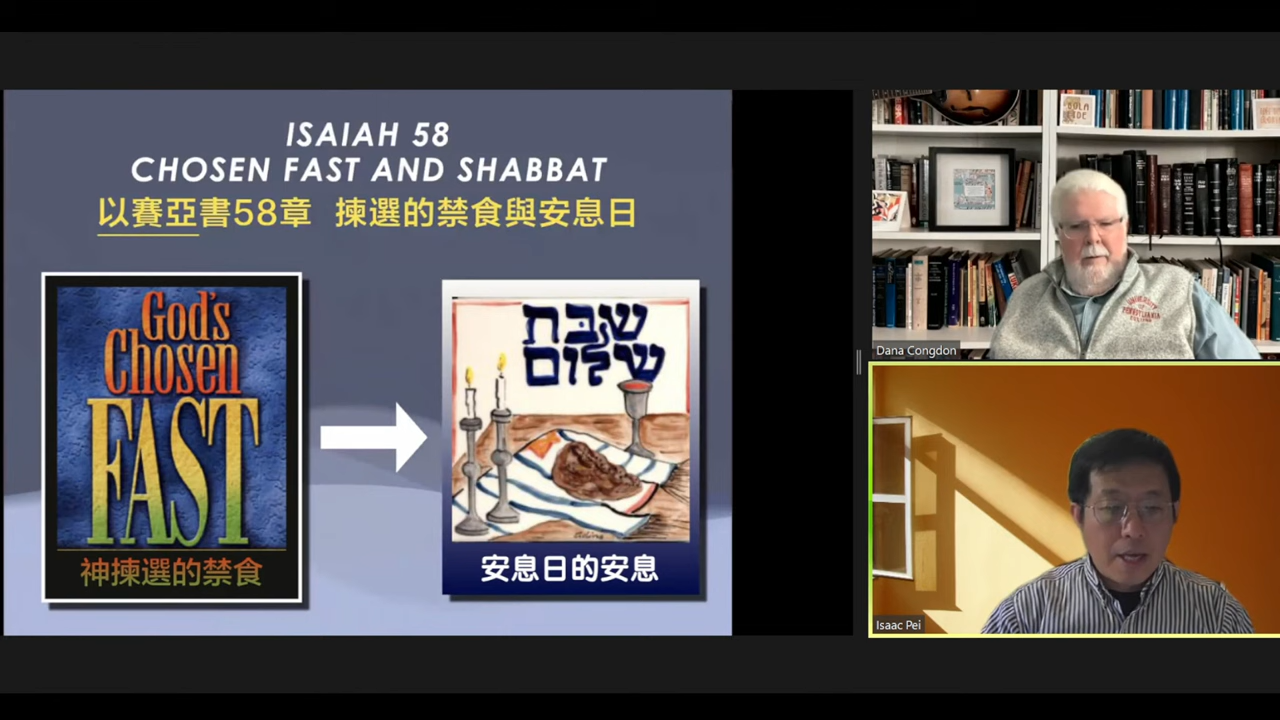 ISAIAH 58
CHOSEN FAST AND SHABBAT
以賽亞書58章 揀選的禁食與安息日
God's
Chosen
FAST
神揀選的禁食
שבת
שלום
安息日的安息
Dana Congdon
UNIVERSITY
PENNSYLVANIA
Isaac Pei